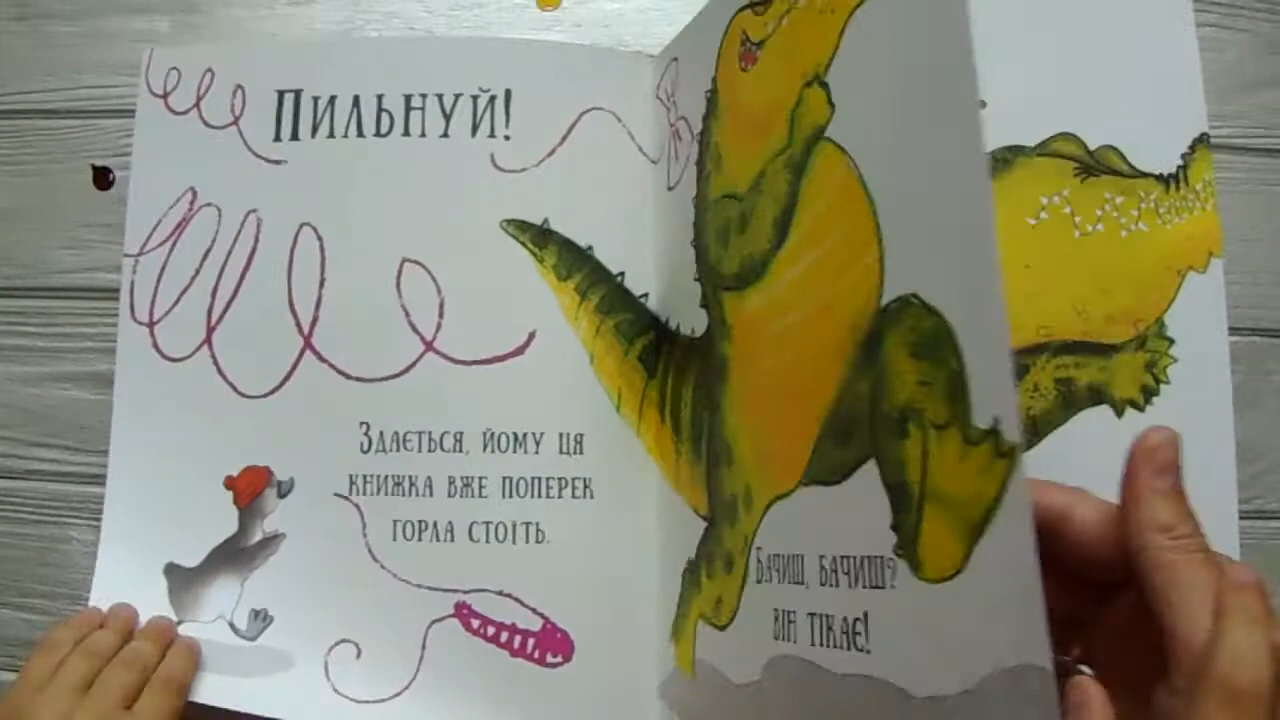 Пильнуй!
Здається, йому ця
книжка вже поперек
горла стоїть.
Бачиш, бачиш?
Він тікає!